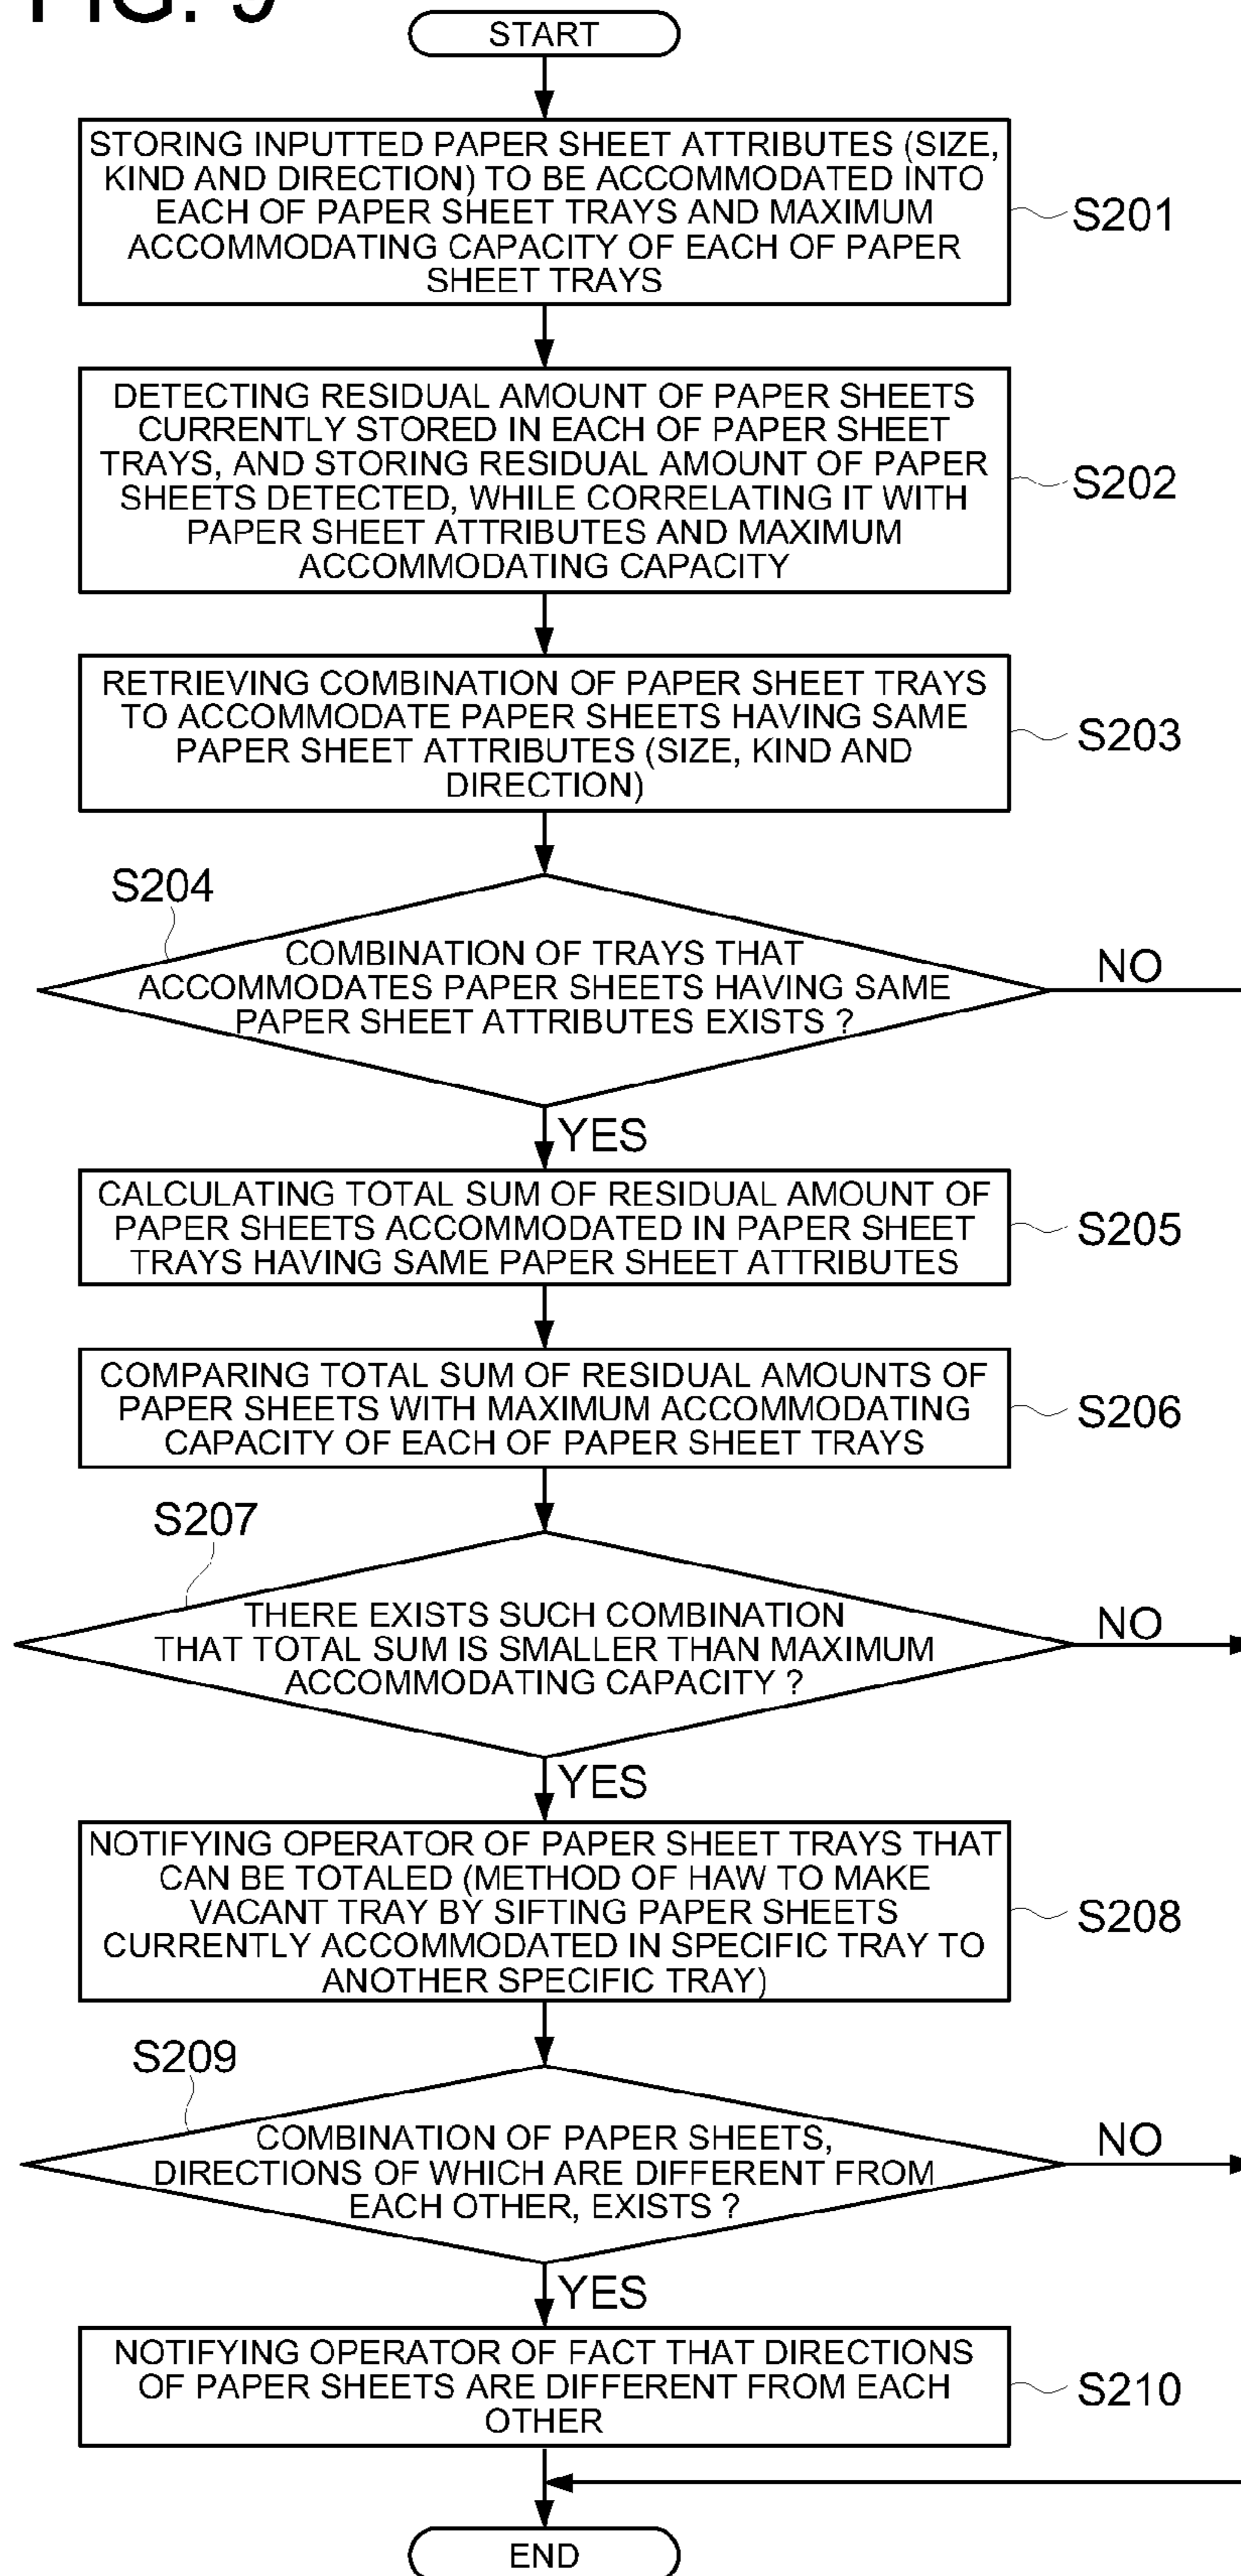 FIG. 9
START
STORING INPUTTED PAPER SHEET ATTRIBUTES (SIZE,
KIND AND DIRECTION) TO BE ACCOMMODATED INTO
EACH OF PAPER SHEET TRAYS AND MAXIMUM
ACCOMMODATING CAPACITY OF EACH OF PAPER
SHEET TRAYS
S201
DETECTING RESIDUAL AMOUNT OF PAPER SHEETS
CURRENTLY STORED IN EACH OF PAPER SHEET
TRAYS, AND STORING RESIDUAL AMOUNT OF PAPER
SHEETS DETECTED, WHILE CORRELATING IT WITH
PAPER SHEET ATTRIBUTES AND MAXIMUM
ACCOMMODATING CAPACITY
S202
RETRIEVING COMBINATION OF PAPER SHEET TRAYS
TO ACCOMMODATE PAPER SHEETS HAVING SAME
PAPER SHEET ATTRIBUTES (SIZE, KIND AND
DIRECTION)
S203
S204
COMBINATION OF TRAYS THAT
ACCOMMODATES PAPER SHEETS HAVING SAME
PAPER SHEET ATTRIBUTES EXISTS ?
NO
YES
CALCULATING TOTAL SUM OF RESIDUAL AMOUNT OF
PAPER SHEETS ACCOMMODATED IN PAPER SHEET
TRAYS HAVING SAME PAPER SHEET ATTRIBUTES
S205
COMPARING TOTAL SUM OF RESIDUAL AMOUNTS OF
PAPER SHEETS WITH MAXIMUM ACCOMMODATING
CAPACITY OF EACH OF PAPER SHEET TRAYS
S206
S207
THERE EXISTS SUCH COMBINATION
THAT TOTAL SUM IS SMALLER THAN MAXIMUM
ACCOMMODATING CAPACITY ?
NO
YES
NOTIFYING OPERATOR OF PAPER SHEET TRAYS THAT
CAN BE TOTALED (METHOD OF HAW TO MAKE
VACANT TRAY BY SIFTING PAPER SHEETS
CURRENTLY ACCOMMODATED IN SPECIFIC TRAY TO
ANOTHER SPECIFIC TRAY)
S208
S209
COMBINATION OF PAPER SHEETS,
DIRECTIONS OF WHICH ARE DIFFERENT FROM
EACH OTHER, EXISTS ?
NO
YES
NOTIFYING OPERATOR OF FACT THAT DIRECTIONS
OF PAPER SHEETS ARE DIFFERENT FROM EACH
OTHER
S210
END